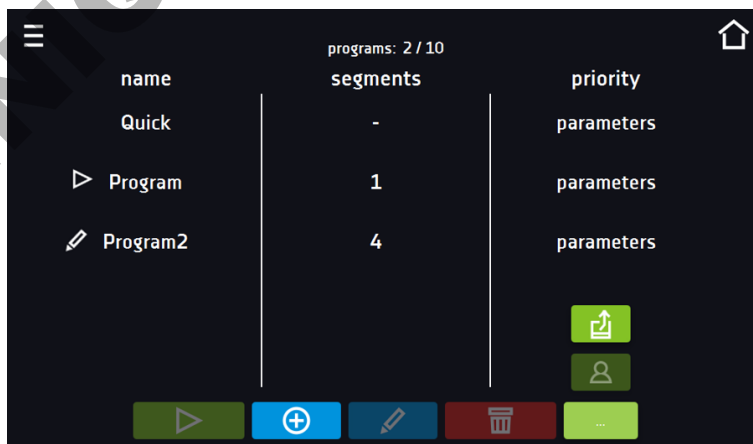 programs: 2 / 10
name segments priority
Quick - parameters
Program 1 parameters
Program2 4 parameters
...